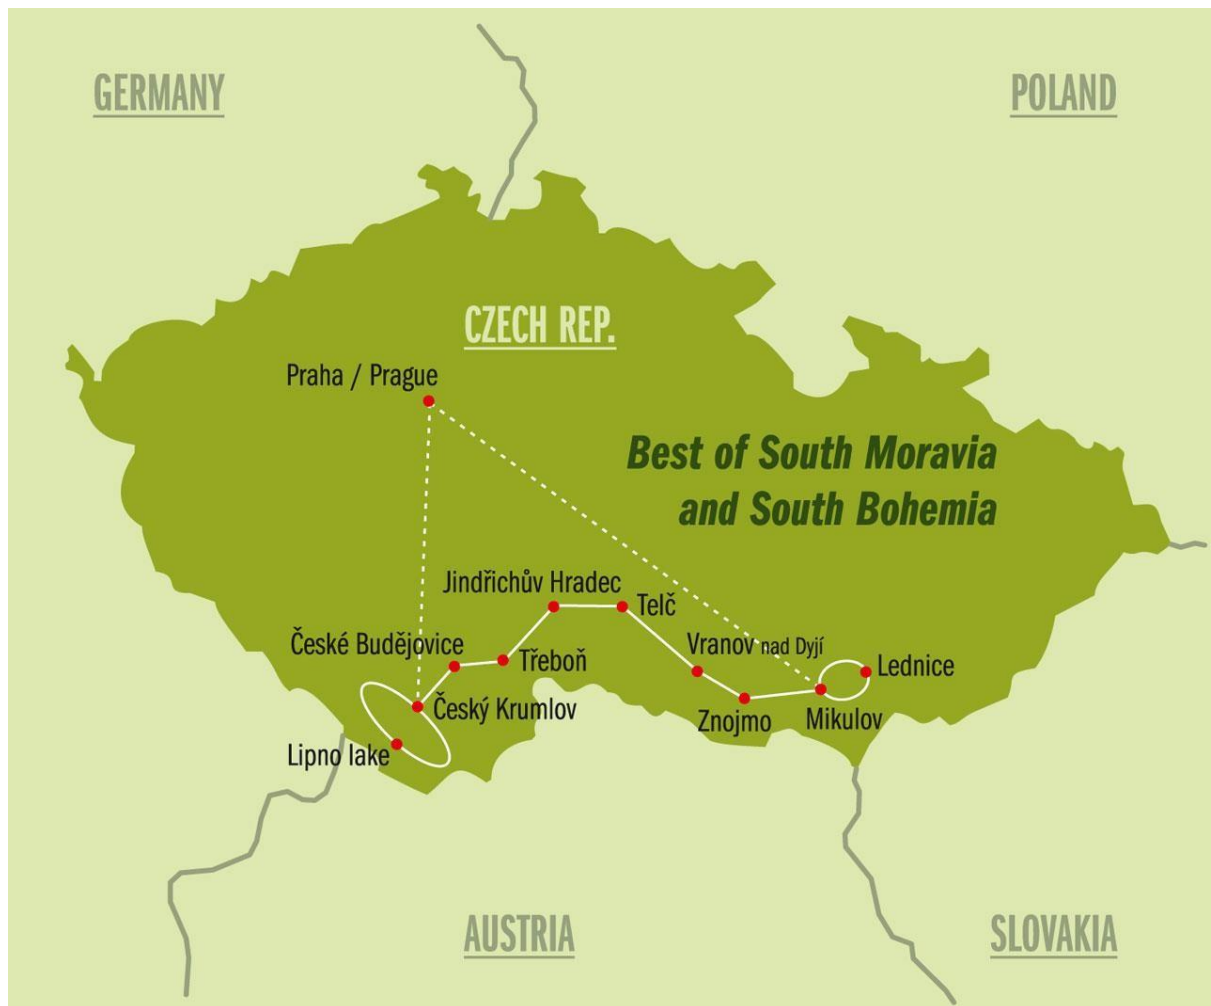 GERMANY
POLAND
CZECH REP.
Praha / Prague
Best of South Moravia
and South Bohemia
Jindřichův Hradec
Telč
České Budějovice
Třeboň
Vranov nad Dyjí
Lednice
Český Krumlov
Znojmo
Mikulov
Lipno lake
AUSTRIA
SLOVAKIA